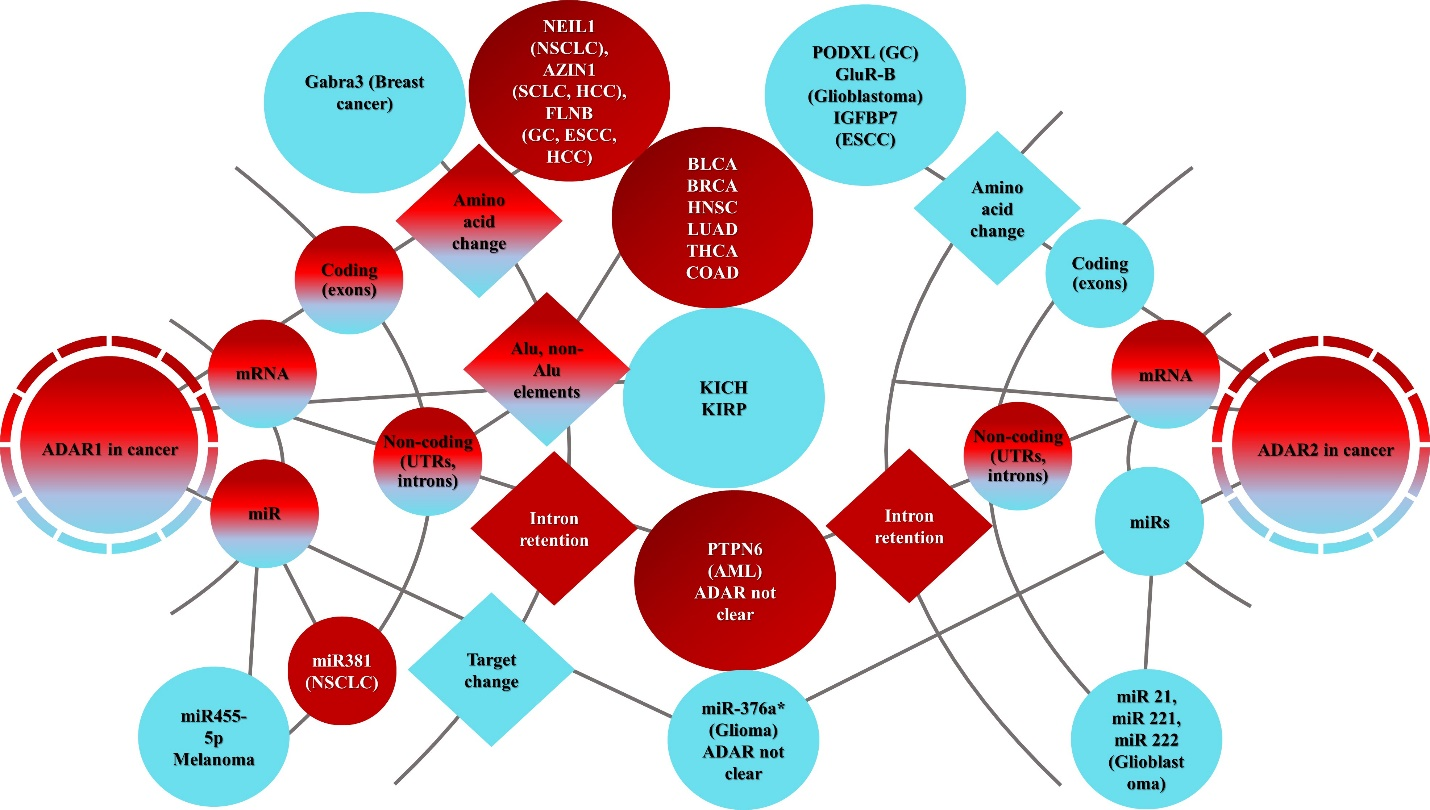 Gabra3 (Breast
cancer)
NEIL1
(NSCLC),
AZIN1
(SCLC, HCC),
FLNB
(GC, ESCC,
HCC)
PODXL (GC)
GluR-B
(Glioblastoma)
IGFBP7
(ESCC)
BLCA
BRCA
HNSC
LUAD
THCA
COAD
Amino
acid
change
Amino
acid
change
Coding
(exons)
Coding
(exons)
mRNA
Alu, non-
Alu
elements
KICH
KIRP
mRNA
ADAR1 in cancer
Non-coding
(UTRs,
introns)
Non-coding
(UTRs,
introns)
ADAR2 in cancer
miR
Intron
retention
PTPN6
(AML)
ADAR not
clear
Intron
retention
miRs
miR381
(NSCLC)
Target
change
miR455-
5p
Melanoma
miR-376a*
(Glioma)
ADAR not
clear
miR 21,
miR 221,
miR 222
(Glioblast
oma)